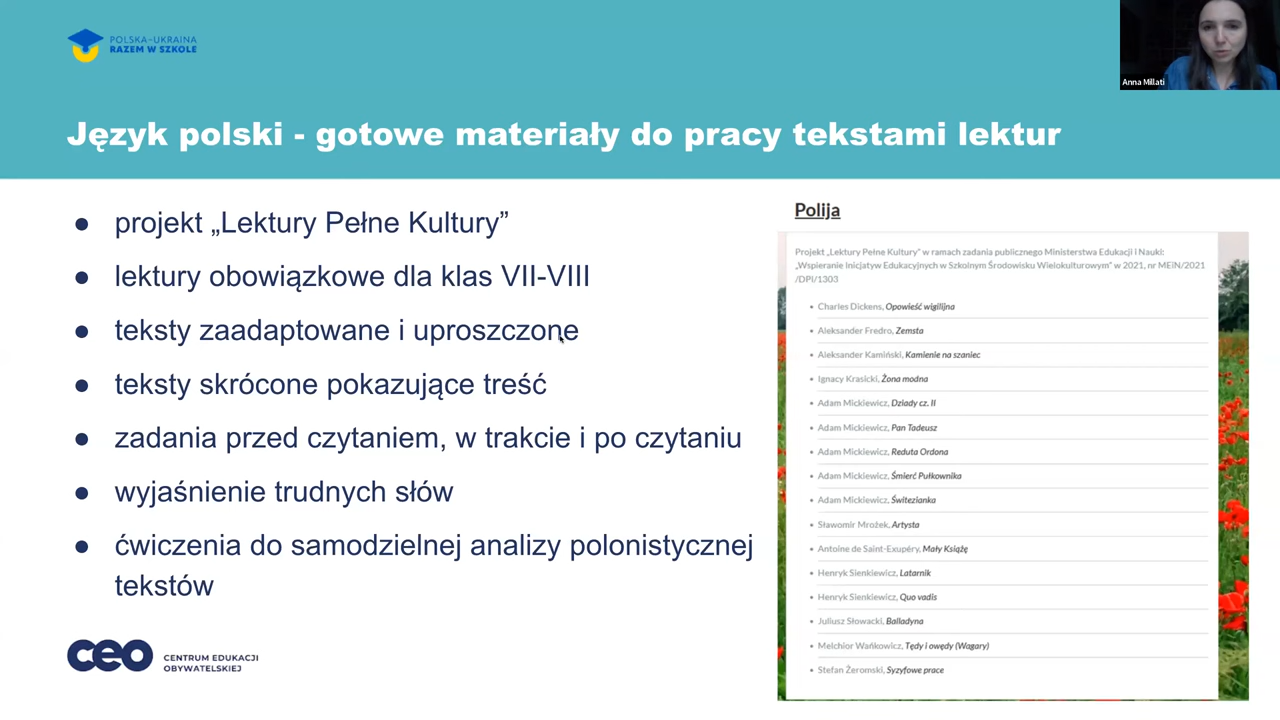 POLSKA-UKRAINA
RAZEM W SZKOLE
Anna Millati
Język polski - gotowe materiały do pracy tekstami lektur
● projekt „Lektury Pełne Kultury”
● lektury obowiązkowe dla klas VII-VIII
● teksty zaadaptowane i uproszczone
● teksty skrócone pokazujące treść
● zadania przed czytaniem, w trakcie i po czytaniu
● wyjaśnienie trudnych słów
● ćwiczenia do samodzielnej analizy polonistycznej
tekstów
Polija
Projekt „Lektury Pełne Kultury” w ramach zadania publicznego Ministerstwa Edukacji i Nauki:
„Wspieranie Inicjatyw Edukacyjnych w Szkolnym Środowisku Wielokulturowym” w 2021, nr MEiN/2021
/DPI/1303
• Charles Dickens, Opowieść wigilijna
• Aleksander Fredro, Zemsta
• Aleksander Kamiński, Kamienie na szaniec
• Ignacy Krasicki, Żona modna
• Adam Mickiewicz, Dziady cz. II
• Adam Mickiewicz, Pan Tadeusz
• Adam Mickiewicz, Reduta Ordona
• Adam Mickiewicz, Śmierć Pułkownika
• Adam Mickiewicz, Świtezianka
• Sławomir Mrożek, Artysta
• Antoine de Saint-Exupéry, Mały Książę
• Henryk Sienkiewicz, Latarnik
• Henryk Sienkiewicz, Quo vadis
• Juliusz Słowacki, Balladyna
• Melchior Wańkowicz, Tędy i owędy (Wagary)
• Stefan Żeromski, Syzyfowe prace
ceo CENTRUM EDUKACJI
OBYWATELSKIEJ